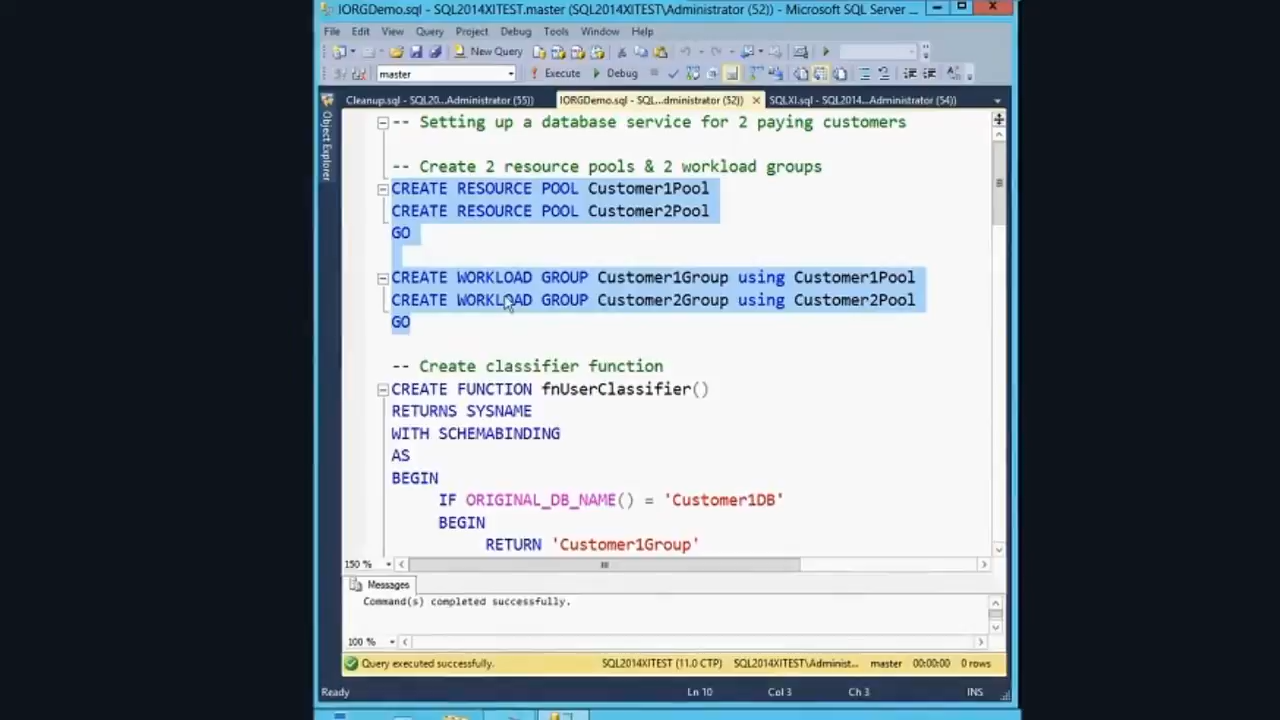 IORGDemo.sql - SQL2014XITEST.master (SQL2014XITEST\Administrator (52)) - Microsoft SQL Server ...
File Edit View Query Project Debug Tools Window Help
New Query
master Execute Debug
Cleanup.sql - SQL20...Administrator (55)) IORGDemo.sql - SQL...dministrator (52)) SQLXI.sql - SQL2014...Administrator (54))
Object Explorer
-- Setting up a database service for 2 paying customers
-- Create 2 resource pools & 2 workload groups
CREATE RESOURCE POOL Customer1Pool
CREATE RESOURCE POOL Customer2Pool
GO
CREATE WORKLOAD GROUP Customer1Group using Customer1Pool
CREATE WORKLOAD GROUP Customer2Group using Customer2Pool
GO
-- Create classifier function
CREATE FUNCTION fnUserClassifier()
RETURNS SYSNAME
WITH SCHEMABINDING
AS
BEGIN
IF ORIGINAL_DB_NAME() = 'Customer1DB'
BEGIN
RETURN 'Customer1Group'
150 %
Messages
Command(s) completed successfully.
100 %
Query executed successfully. SQL2014XITEST (11.0 CTP) SQL2014XITEST\Administ... master 00:00:00 0 rows
Ready Ln 10 Col 3 Ch 3 INS